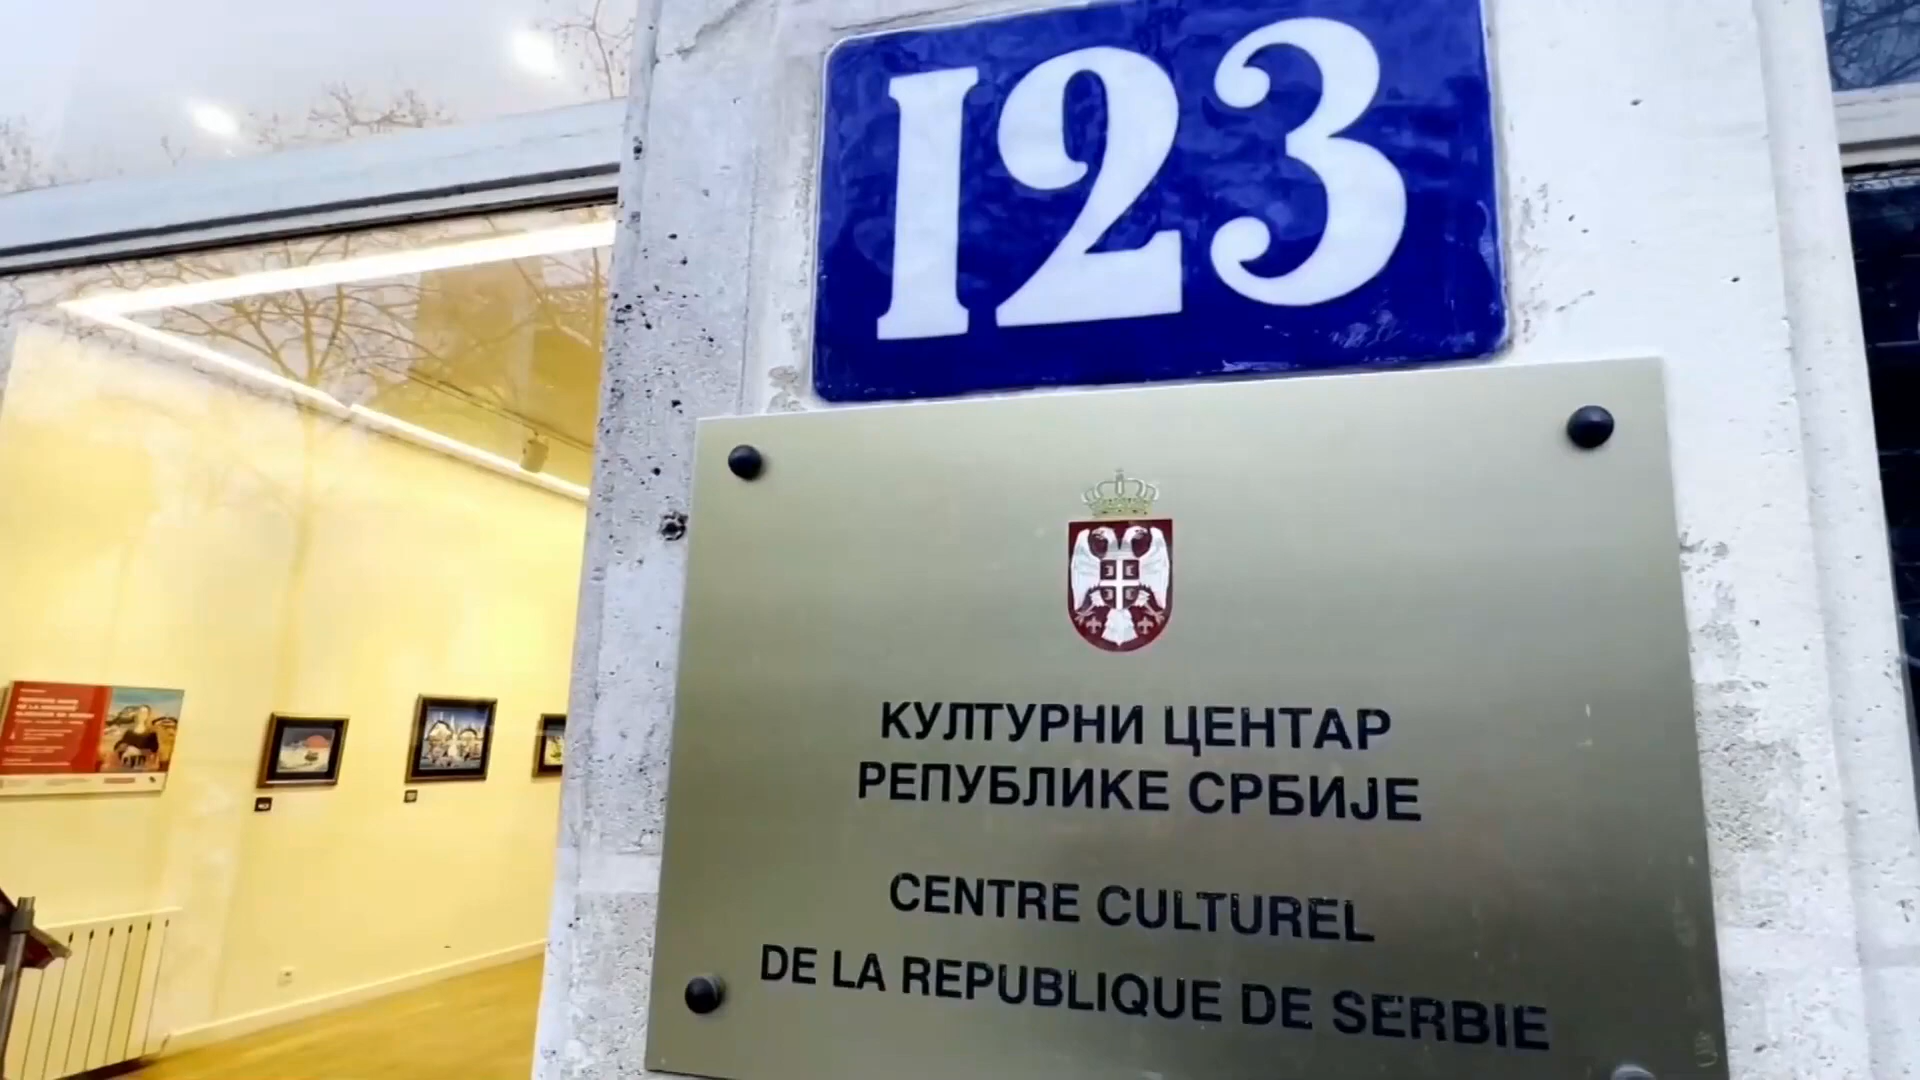 123
КУЛТУРНИ ЦЕНТАР
РЕПУБЛИКЕ СРБИЈЕ
CENTRE CULTUREL
DE LA REPUBLIQUE DE SERBIE